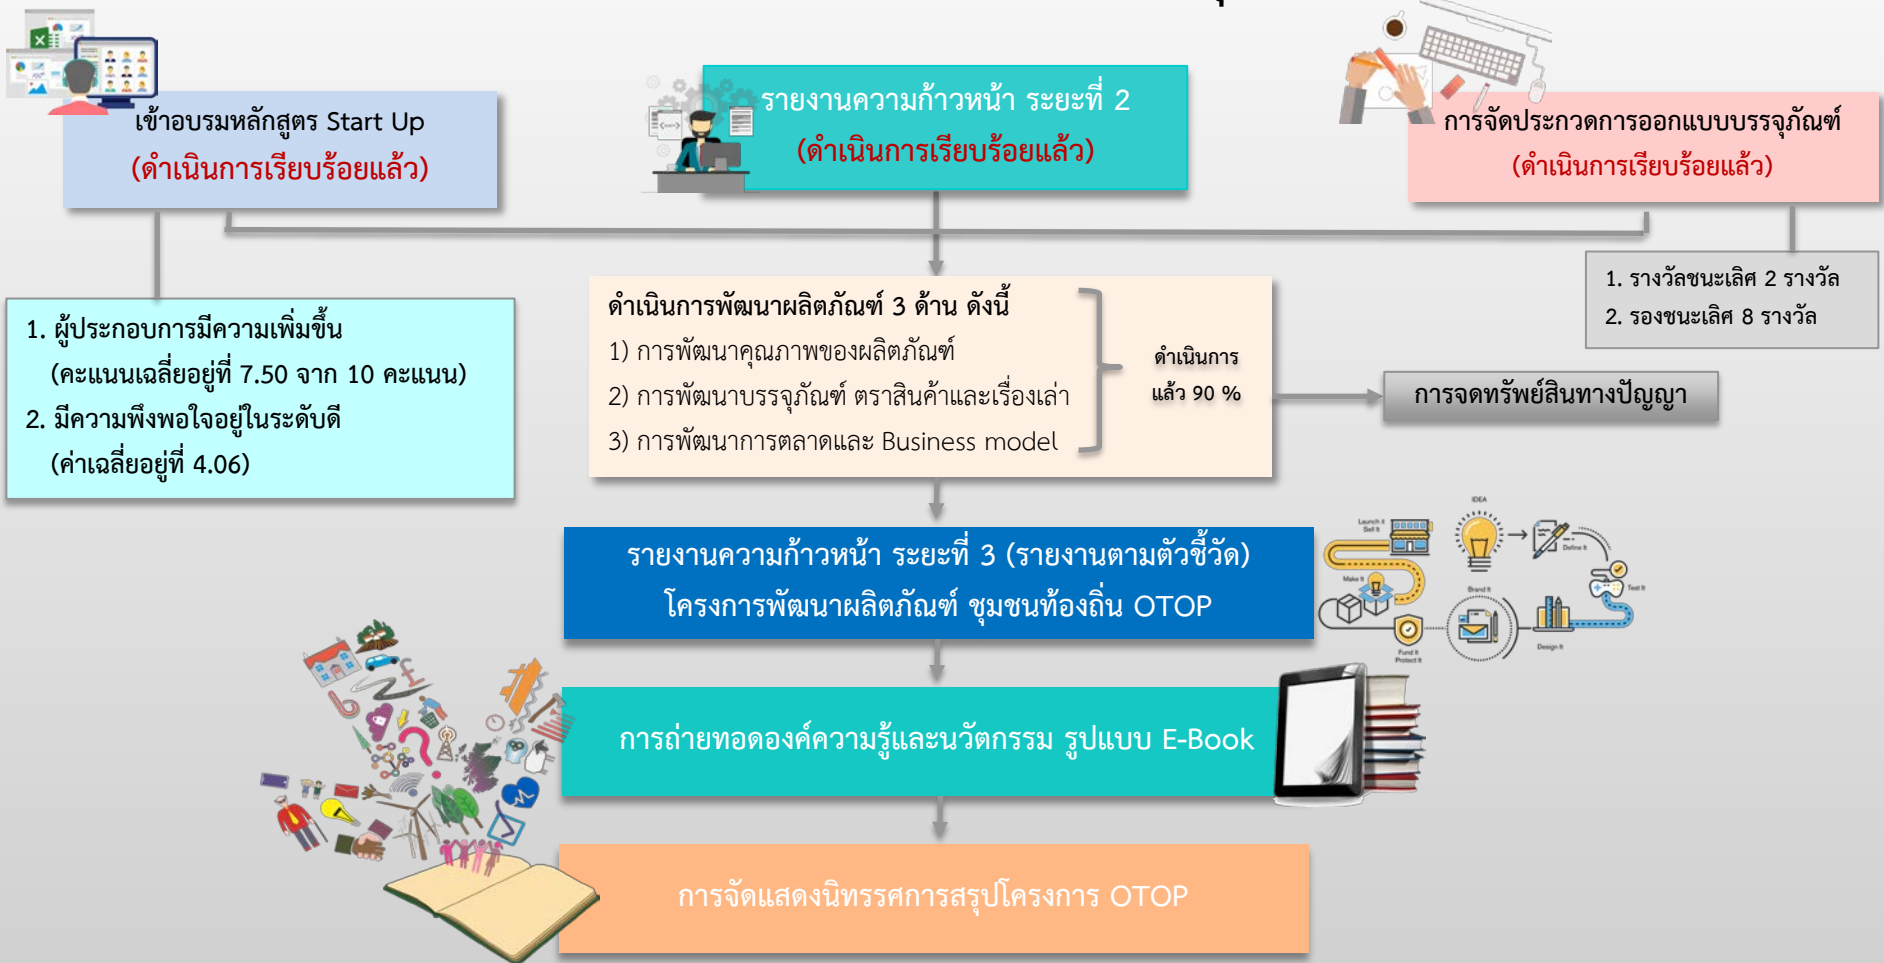 เข้าอบรมหลักสูตร Start Up
(ดำเนินการเรียบร้อยแล้ว)
รายงานความก้าวหน้า ระยะที่ 2
(ดำเนินการเรียบร้อยแล้ว)
การจัดประกวดการออกแบบบรรจุภัณฑ์
(ดำเนินการเรียบร้อยแล้ว)
1. ผู้ประกอบการมีความเพิ่มขึ้น
(คะแนนเฉลี่ยอยู่ที่ 7.50 จาก 10 คะแนน)
2. มีความพึงพอใจอยู่ในระดับดี
(ค่าเฉลี่ยอยู่ที่ 4.06)
ดำเนินการพัฒนาผลิตภัณฑ์ 3 ด้าน ดังนี้
1) การพัฒนาคุณภาพของผลิตภัณฑ์
2) การพัฒนาบรรจุภัณฑ์ ตราสินค้าและเรื่องเล่า
3) การพัฒนาการตลาดและ Business model
ดำเนินการ
แล้ว 90 %
1. รางวัลชนะเลิศ 2 รางวัล
2. รองชนะเลิศ 8 รางวัล
การจดทรัพย์สินทางปัญญา
รายงานความก้าวหน้า ระยะที่ 3 (รายงานตามตัวชี้วัด)
โครงการพัฒนาผลิตภัณฑ์ ชุมชนท้องถิ่น OTOP
IDEA
Launch it
Sell It
Define It
Make It
Brand It
Test It
Fund It
Protect It
Design It
การถ่ายทอดองค์ความรู้และนวัตกรรม รูปแบบ E-Book
การจัดแสดงนิทรรศการสรุปโครงการ OTOP